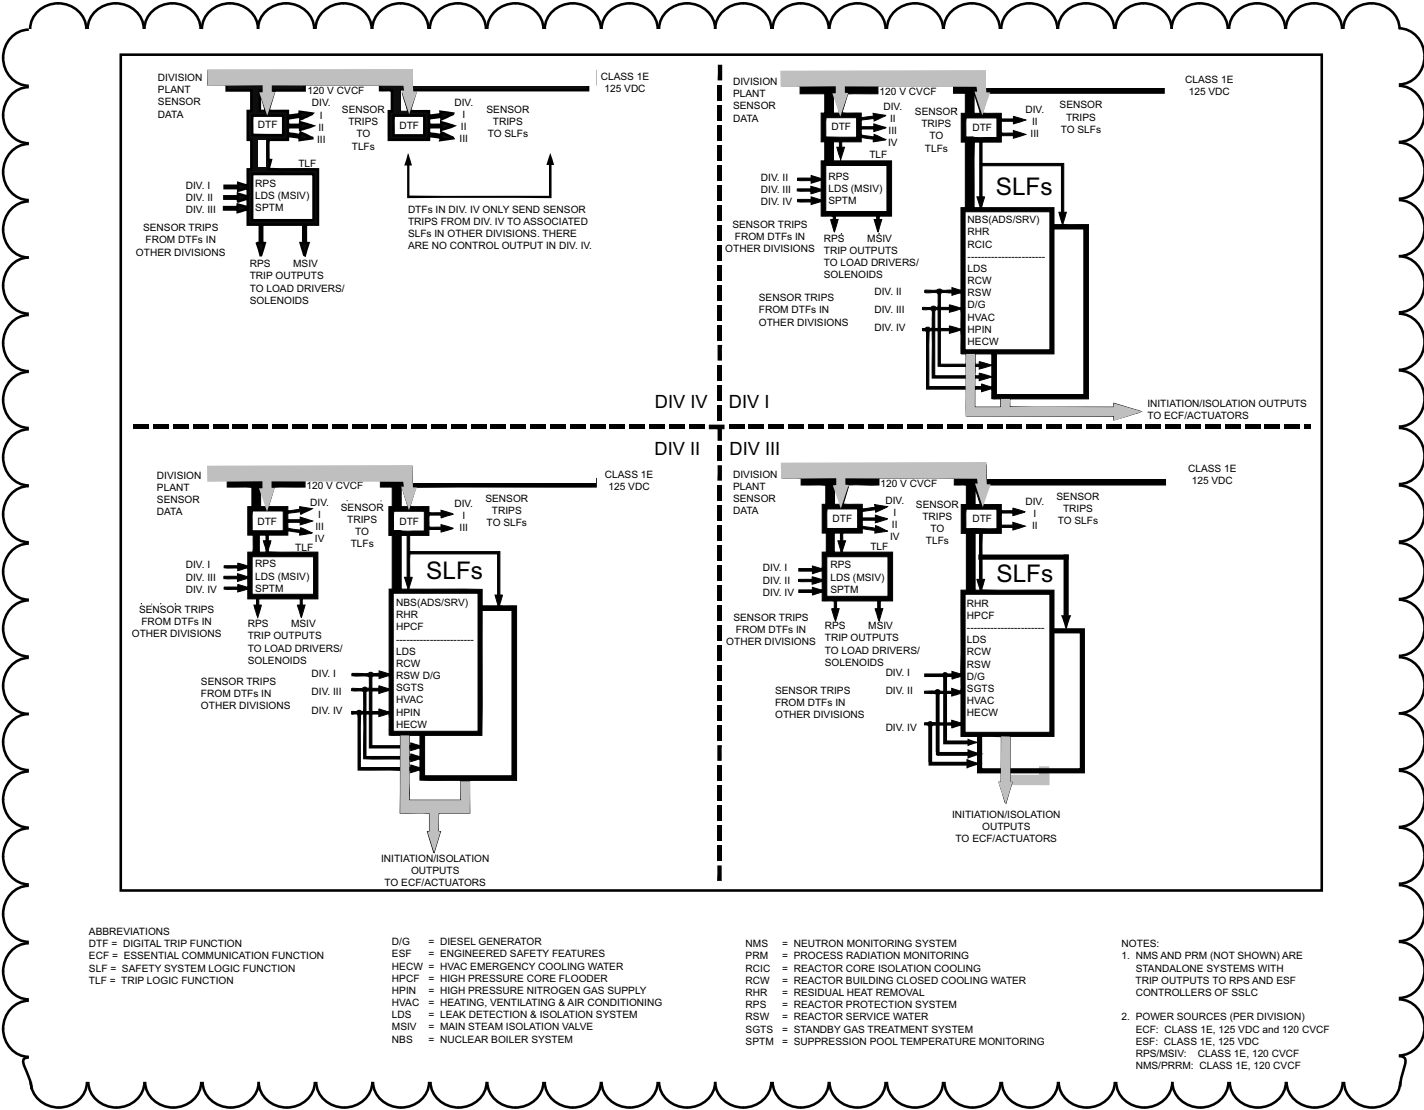 DIVISION
PLANT
SENSOR
DATA
120 V CVCF
CLASS 1E
125 VDC
DTF
DIV.
I
II
III
SENSOR
TRIPS
TO
TLFs
DTF
DIV.
I
II
III
SENSOR
TRIPS
TO SLFs
TLF
RPS
LDS (MSIV)
SPTM
DIV. I
DIV. II
DIV. III
SENSOR TRIPS
FROM DTFs IN
OTHER DIVISIONS
RPS MSIV
TRIP OUTPUTS
TO LOAD DRIVERS/
SOLENOIDS
DTFs IN DIV. IV ONLY SEND SENSOR
TRIPS FROM DIV. IV TO ASSOCIATED
SLFs IN OTHER DIVISIONS. THERE
ARE NO CONTROL OUTPUT IN DIV. IV.
DIV IV
DIVISION
PLANT
SENSOR
DATA
120 V CVCF
CLASS 1E
125 VDC
DTF
DIV.
II
III
IV
SENSOR
TRIPS
TO
TLFs
DTF
DIV.
II
III
SENSOR
TRIPS
TO SLFs
TLF
RPS
LDS (MSIV)
SPTM
DIV. II
DIV. III
DIV. IV
SENSOR TRIPS
FROM DTFs IN
OTHER DIVISIONS
RPS MSIV
TRIP OUTPUTS
TO LOAD DRIVERS/
SOLENOIDS
SLFs
NBS(ADS/SRV)
RHR
RCIC
LDS
RCW
RSW
D/G
HVAC
HPIN
HECW
DIV. II
DIV. III
DIV. IV
SENSOR TRIPS
FROM DTFs IN
OTHER DIVISIONS
INITIATION/ISOLATION OUTPUTS
TO ECF/ACTUATORS
DIV I
DIV II
DIVISION
PLANT
SENSOR
DATA
120 V CVCF
CLASS 1E
125 VDC
DTF
DIV.
I
III
IV
SENSOR
TRIPS
TO
TLFs
DTF
DIV.
I
III
SENSOR
TRIPS
TO SLFs
TLF
RPS
LDS (MSIV)
SPTM
DIV. I
DIV. III
DIV. IV
SENSOR TRIPS
FROM DTFs IN
OTHER DIVISIONS
RPS MSIV
TRIP OUTPUTS
TO LOAD DRIVERS/
SOLENOIDS
SLFs
NBS(ADS/SRV)
RHR
HPCF
LDS
RCW
RSW D/G
SGTS
HVAC
HPIN
HECW
DIV. I
DIV. III
DIV. IV
SENSOR TRIPS
FROM DTFs IN
OTHER DIVISIONS
INITIATION/ISOLATION
OUTPUTS
TO ECF/ACTUATORS
DIV III
DIVISION
PLANT
SENSOR
DATA
120 V CVCF
CLASS 1E
125 VDC
DTF
DIV.
I
II
IV
SENSOR
TRIPS
TO
TLFs
DTF
DIV.
I
II
SENSOR
TRIPS
TO SLFs
TLF
RPS
LDS (MSIV)
SPTM
DIV. I
DIV. II
DIV. IV
SENSOR TRIPS
FROM DTFs IN
OTHER DIVISIONS
RPS MSIV
TRIP OUTPUTS
TO LOAD DRIVERS/
SOLENOIDS
SLFs
RHR
HPCF
LDS
RCW
RSW
D/G
SGTS
HVAC
HECW
DIV. I
DIV. II
DIV. IV
SENSOR TRIPS
FROM DTFs IN
OTHER DIVISIONS
INITIATION/ISOLATION
OUTPUTS
TO ECF/ACTUATORS
ABBREVIATIONS
DTF = DIGITAL TRIP FUNCTION
ECF = ESSENTIAL COMMUNICATION FUNCTION
SLF = SAFETY SYSTEM LOGIC FUNCTION
TLF = TRIP LOGIC FUNCTION
D/G = DIESEL GENERATOR
ESF = ENGINEERED SAFETY FEATURES
HECW = HVAC EMERGENCY COOLING WATER
HPCF = HIGH PRESSURE CORE FLOODER
HPIN = HIGH PRESSURE NITROGEN GAS SUPPLY
HVAC = HEATING, VENTILATING & AIR CONDITIONING
LDS = LEAK DETECTION & ISOLATION SYSTEM
MSIV = MAIN STEAM ISOLATION VALVE
NBS = NUCLEAR BOILER SYSTEM
NMS = NEUTRON MONITORING SYSTEM
PRM = PROCESS RADIATION MONITORING
RCIC = REACTOR CORE ISOLATION COOLING
RCW = REACTOR BUILDING CLOSED COOLING WATER
RHR = RESIDUAL HEAT REMOVAL
RPS = REACTOR PROTECTION SYSTEM
RSW = REACTOR SERVICE WATER
SGTS = STANDBY GAS TREATMENT SYSTEM
SPTM = SUPPRESSION POOL TEMPERATURE MONITORING
NOTES:
1. NMS AND PRM (NOT SHOWN) ARE
STANDALONE SYSTEMS WITH
TRIP OUTPUTS TO RPS AND ESF
CONTROLLERS OF SSLC
2. POWER SOURCES (PER DIVISION)
ECF: CLASS 1E, 125 VDC and 120 CVCF
ESF: CLASS 1E, 125 VDC
RPS/MSIV: CLASS 1E, 120 CVCF
NMS/PRRM: CLASS 1E, 120 CVCF